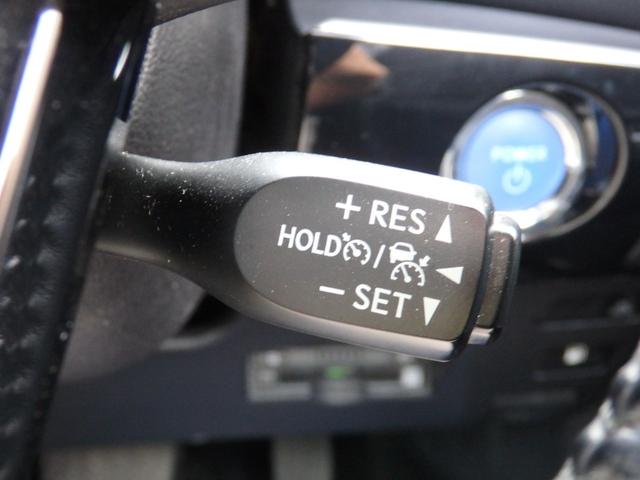 POWER
+ RES
HOLD /
− SET